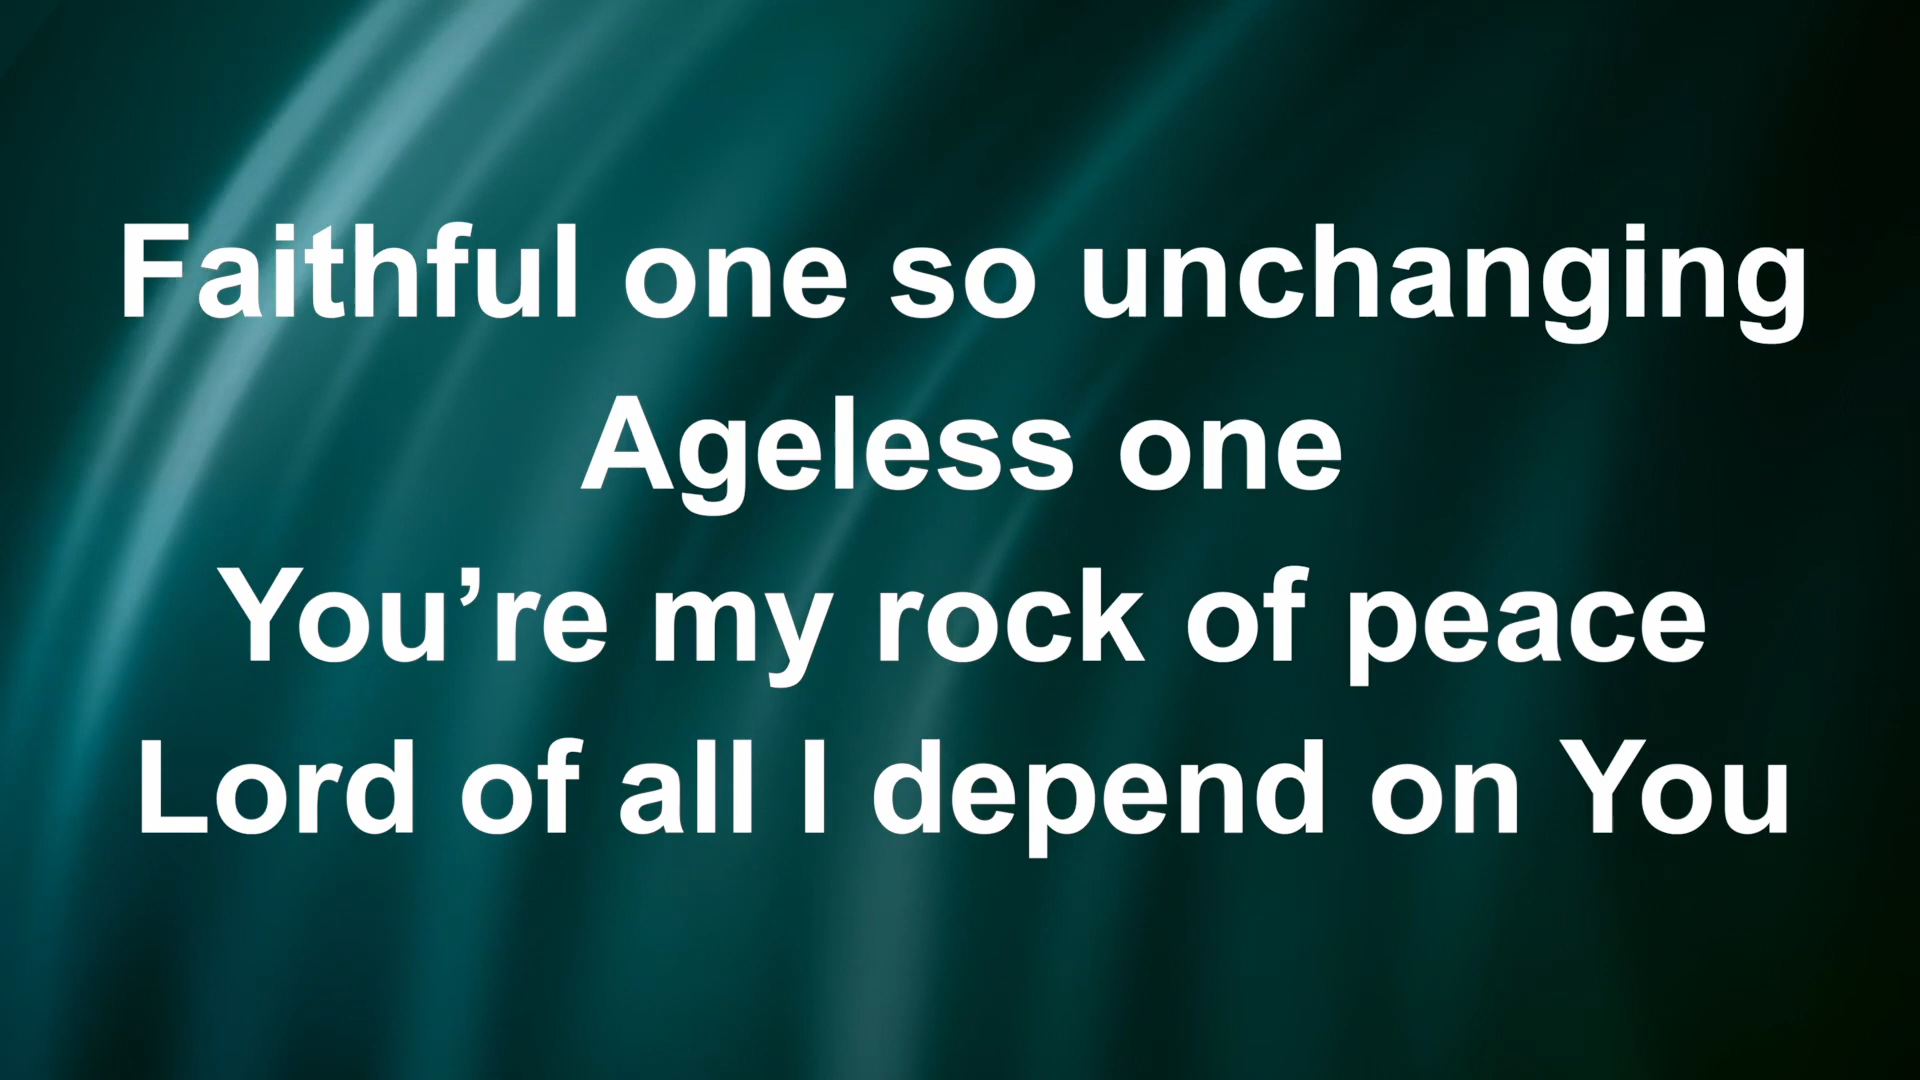 Faithful one so unchanging
Ageless one
You’re my rock of peace
Lord of all I depend on You